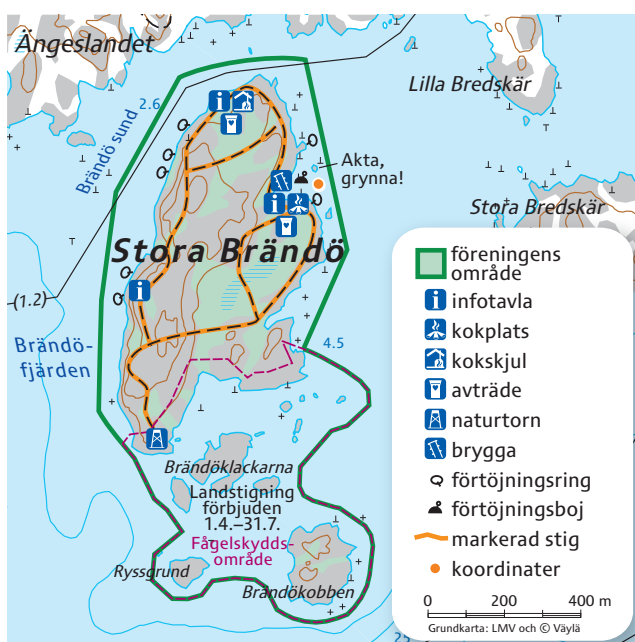 Ängeslandet
Lilla Bredskär
2.6
Brändö sund
Akta,
grynna!
Stora Bredskär
Stora Brändö
(1.2)
Brändö-
fjärden
4.5
Brändöklackarna
Landstigning
förbjuden
1.4.–31.7.
Fågelskydds-
område
Ryssgrund
Brändökobben
25
föreningens
område
infotavla
kokplats
kokskjul
avträde
naturtorn
brygga
förtöjningsring
förtöjningsboj
markerad stig
koordinater
0 200 400 m
Grundkarta: LMV och © Väylä